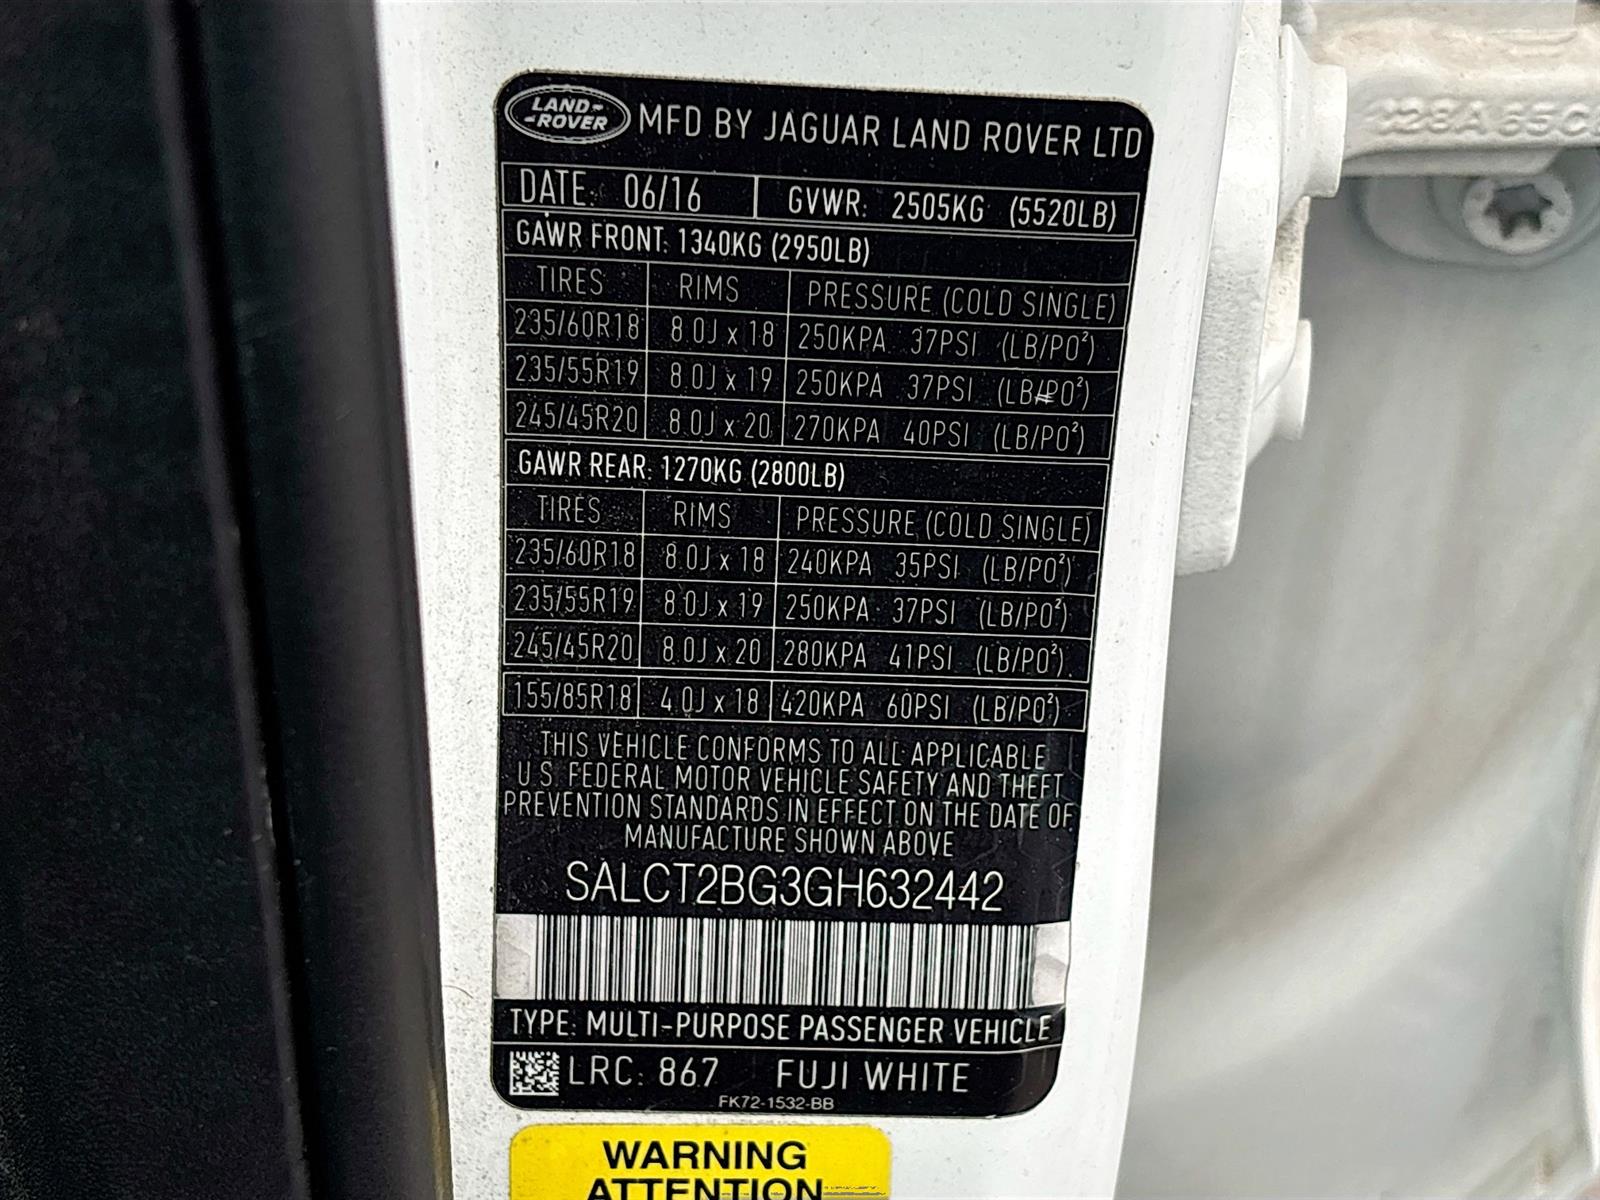 LAND-
-ROVER
MFD BY JAGUAR LAND ROVER LTD
DATE: 06/16 GVWR: 2505KG (5520LB)
GAWR FRONT: 1340KG (2950LB)
TIRES RIMS PRESSURE (COLD SINGLE)
235/60R18 8.0J x 18 250KPA 37PSI (LB/PO²)
235/55R19 8.0J x 19 250KPA 37PSI (LB/PO²)
245/45R20 8.0J x 20 270KPA 40PSI (LB/PO²)
GAWR REAR: 1270KG (2800LB)
TIRES RIMS PRESSURE (COLD SINGLE)
235/60R18 8.0J x 18 240KPA 35PSI (LB/PO²)
235/55R19 8.0J x 19 250KPA 37PSI (LB/PO²)
245/45R20 8.0J x 20 280KPA 41PSI (LB/PO²)
155/85R18 4.0J x 18 420KPA 60PSI (LB/PO²)
THIS VEHICLE CONFORMS TO ALL APPLICABLE
U.S. FEDERAL MOTOR VEHICLE SAFETY AND THEFT
PREVENTION STANDARDS IN EFFECT ON THE DATE OF
MANUFACTURE SHOWN ABOVE
SALCT2BG3GH632442
TYPE: MULTI-PURPOSE PASSENGER VEHICLE
LRC: 867 FUJI WHITE
FK72-1532-BB
WARNING
ATTENTION